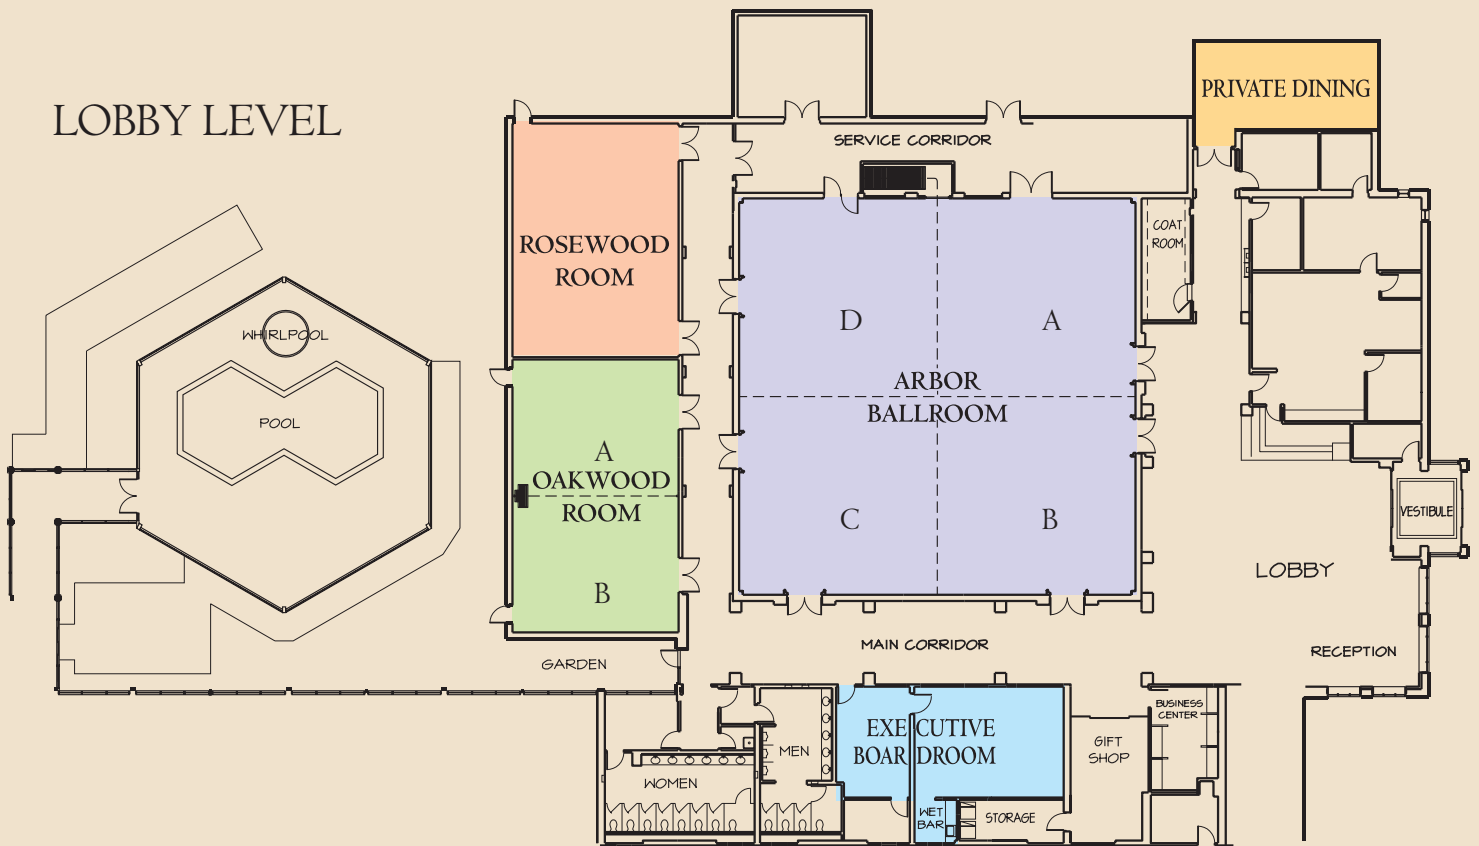 PRIVATE DINING
LOBBY LEVEL
SERVICE CORRIDOR
COAT
ROOM
ROSEWOOD
ROOM
WHIRLPOOL
D
A
ARBOR
BALLROOM
POOL
A
OAKWOOD
ROOM
C
B
VESTIBULE
LOBBY
B
MAIN CORRIDOR
RECEPTION
GARDEN
BUSINESS
CENTER
EXECUTIVE
BOARDROOM
GIFT
SHOP
MEN
WOMEN
WET
BAR
STORAGE